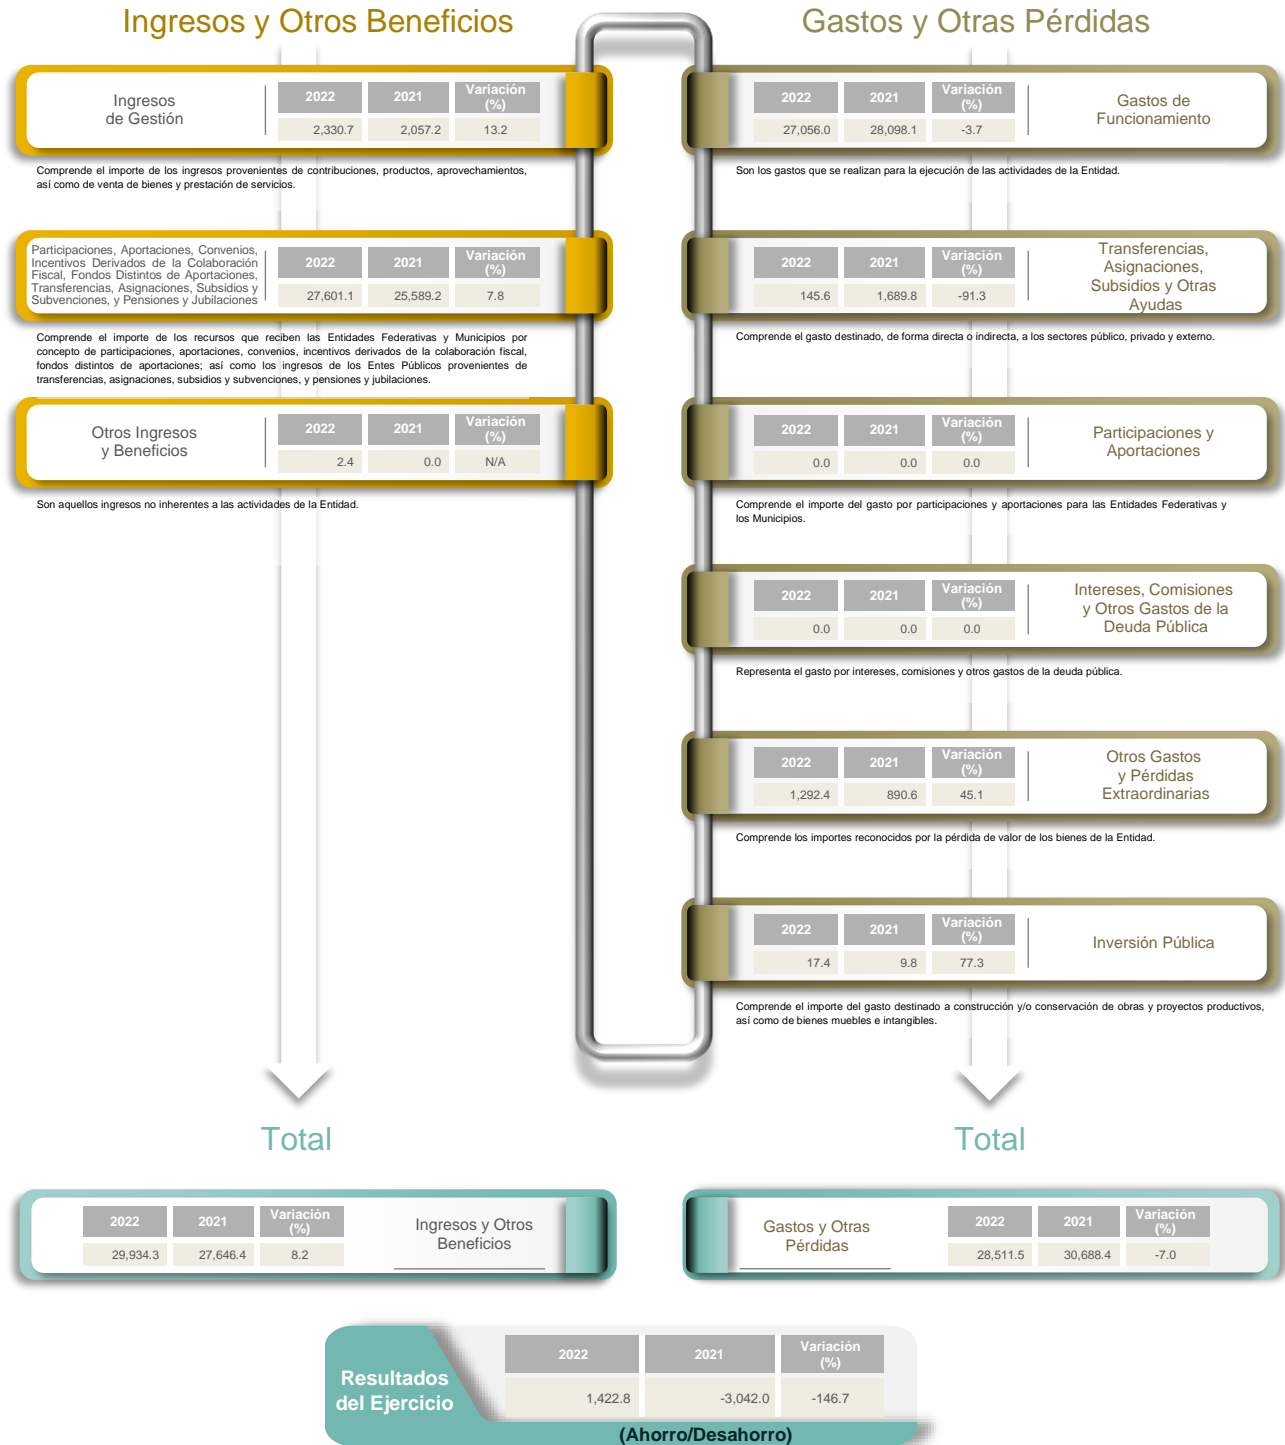 Ingresos y Otros Beneficios
Ingresos
de Gestión
2022 2021 Variación
(%)
2,330.7 2,057.2 13.2
Comprende el importe de los ingresos provenientes de contribuciones, productos, aprovechamientos,
así como de venta de bienes y prestación de servicios.
Participaciones, Aportaciones, Convenios,
Incentivos Derivados de la Colaboración
Fiscal, Fondos Distintos de Aportaciones,
Transferencias, Asignaciones, Subsidios y
Subvenciones, y Pensiones y Jubilaciones
2022 2021 Variación
(%)
27,601.1 25,589.2 7.8
Comprende el importe de los recursos que reciben las Entidades Federativas y Municipios por
concepto de participaciones, aportaciones, convenios, incentivos derivados de la colaboración fiscal,
fondos distintos de aportaciones; así como los ingresos de los Entes Públicos provenientes de
transferencias, asignaciones, subsidios y subvenciones, y pensiones y jubilaciones.
Otros Ingresos
y Beneficios
2022 2021 Variación
(%)
2.4 0.0 N/A
Son aquellos ingresos no inherentes a las actividades de la Entidad.
Gastos y Otras Pérdidas
2022 2021 Variación
(%)
27,056.0 28,098.1 -3.7
Gastos de
Funcionamiento
Son los gastos que se realizan para la ejecución de las actividades de la Entidad.
2022 2021 Variación
(%)
145.6 1,689.8 -91.3
Transferencias,
Asignaciones,
Subsidios y Otras
Ayudas
Comprende el gasto destinado, de forma directa o indirecta, a los sectores público, privado y externo.
2022 2021 Variación
(%)
0.0 0.0 0.0
Participaciones y
Aportaciones
Comprende el importe del gasto por participaciones y aportaciones para las Entidades Federativas y
los Municipios.
2022 2021 Variación
(%)
0.0 0.0 0.0
Intereses, Comisiones
y Otros Gastos de la
Deuda Pública
Representa el gasto por intereses, comisiones y otros gastos de la deuda pública.
2022 2021 Variación
(%)
1,292.4 890.6 45.1
Otros Gastos
y Pérdidas
Extraordinarias
Comprende los importes reconocidos por la pérdida de valor de los bienes de la Entidad.
2022 2021 Variación
(%)
17.4 9.8 77.3
Inversión Pública
Comprende el importe del gasto destinado a construcción y/o conservación de obras y proyectos productivos,
así como de bienes muebles e intangibles.
Total
2022 2021 Variación
(%)
29,934.3 27,646.4 8.2
Ingresos y Otros
Beneficios
Total
Gastos y Otras
Pérdidas
2022 2021 Variación
(%)
28,511.5 30,688.4 -7.0
Resultados
del Ejercicio
2022 2021 Variación
(%)
1,422.8 -3,042.0 -146.7
(Ahorro/Desahorro)